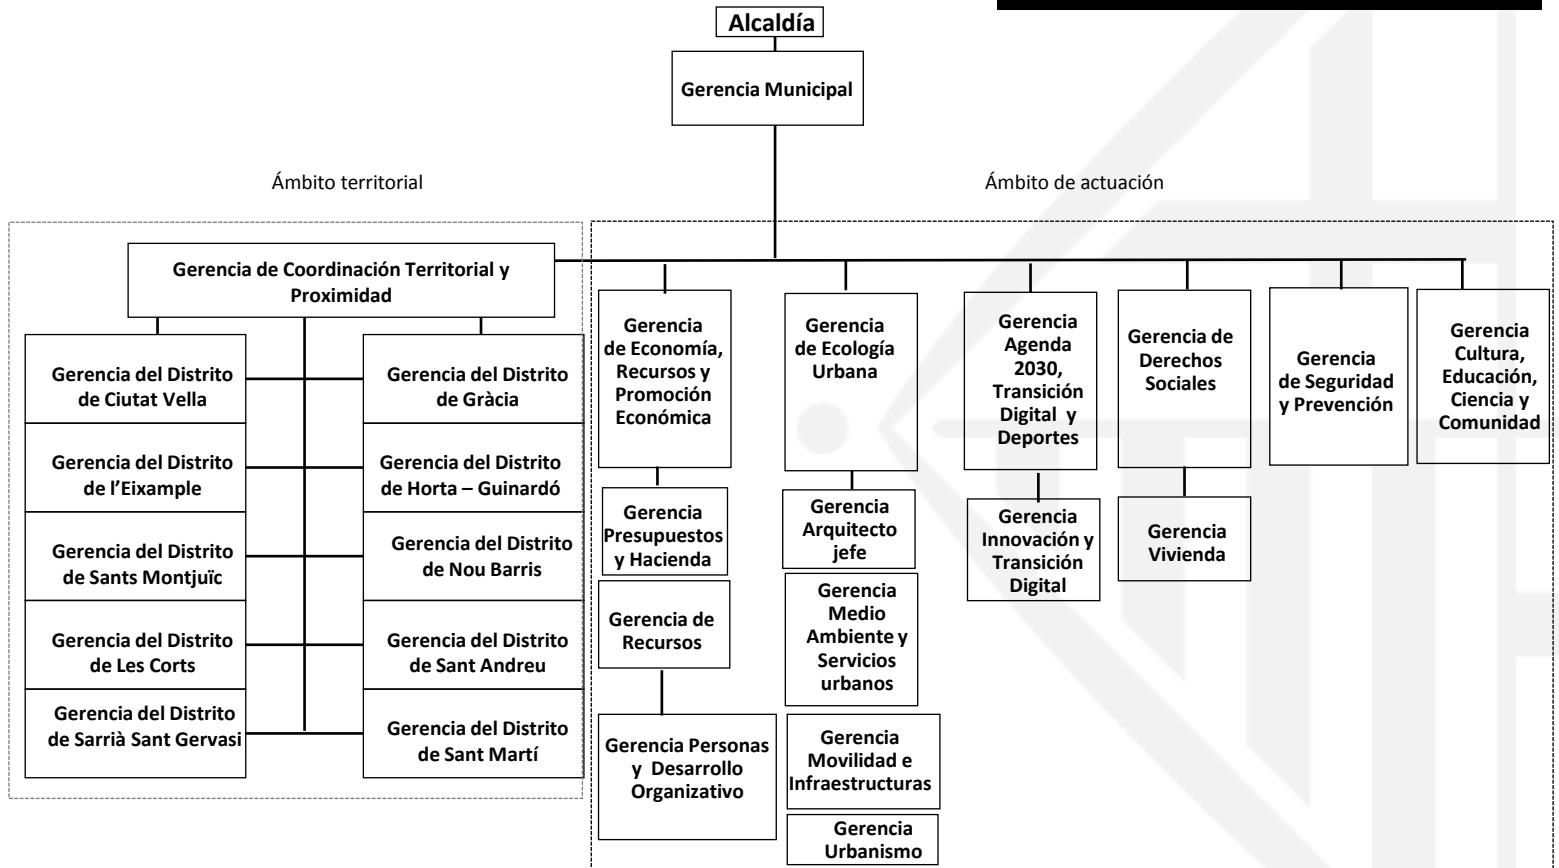 Alcaldía
Gerencia Municipal
Ámbito territorial
Ámbito de actuación
Gerencia de Coordinación Territorial y
Proximidad
Gerencia del Distrito
de Ciutat Vella
Gerencia del Distrito
de l’Eixample
Gerencia del Distrito
de Sants Montjuïc
Gerencia del Distrito
de Les Corts
Gerencia del Distrito
de Sarrià Sant Gervasi
Gerencia del Distrito
de Gràcia
Gerencia del Distrito
de Horta – Guinardó
Gerencia del Distrito
de Nou Barris
Gerencia del Distrito
de Sant Andreu
Gerencia del Distrito
de Sant Martí
Gerencia
de Economía,
Recursos y
Promoción
Económica
Gerencia
Presupuestos
y Hacienda
Gerencia de
Recursos
Gerencia Personas
y Desarrollo
Organizativo
Gerencia
de Ecología
Urbana
Gerencia
Arquitecto
jefe
Gerencia
Medio
Ambiente y
Servicios
urbanos
Gerencia
Movilidad e
Infraestructuras
Gerencia
Urbanismo
Gerencia
Agenda
2030,
Transición
Digital y
Deportes
Gerencia
Innovación y
Transición
Digital
Gerencia de
Derechos
Sociales
Gerencia
Vivienda
Gerencia
de Seguridad
y Prevención
Gerencia
Cultura,
Educación,
Ciencia y
Comunidad